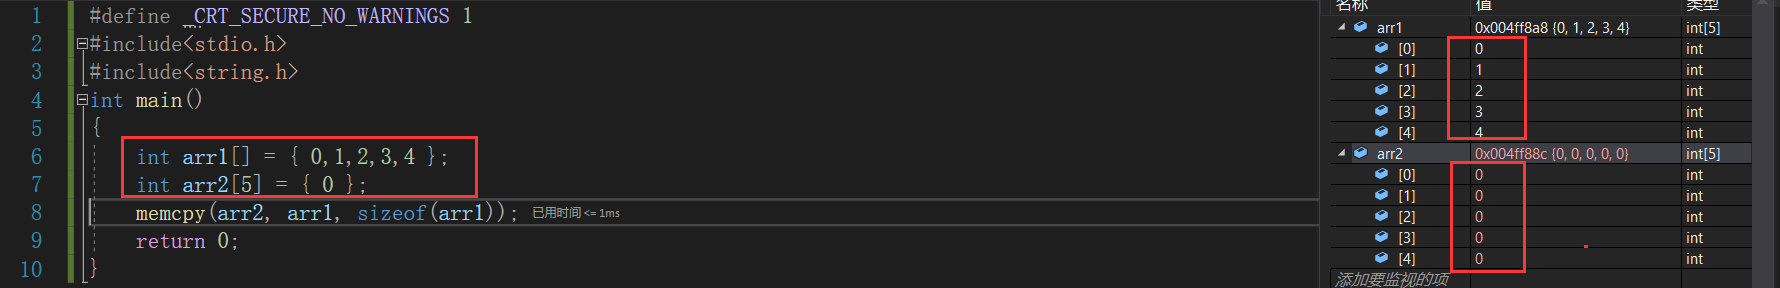 1 #define _CRT_SECURE_NO_WARNINGS 1
2 #include<stdio.h>
3 #include<string.h>
4 int main()
5 {
6 int arr1[] = { 0,1,2,3,4 };
7 int arr2[5] = { 0 };
8 memcpy(arr2, arr1, sizeof(arr1)); 已用时间 <= 1ms
9 return 0;
10 }
名称 值 类型
arr1 0x004ff8a8 {0, 1, 2, 3, 4} int[5]
[0] 0 int
[1] 1 int
[2] 2 int
[3] 3 int
[4] 4 int
arr2 0x004ff88c {0, 0, 0, 0, 0} int[5]
[0] 0 int
[1] 0 int
[2] 0 int
[3] 0 int
[4] 0 int
添加要监视的项